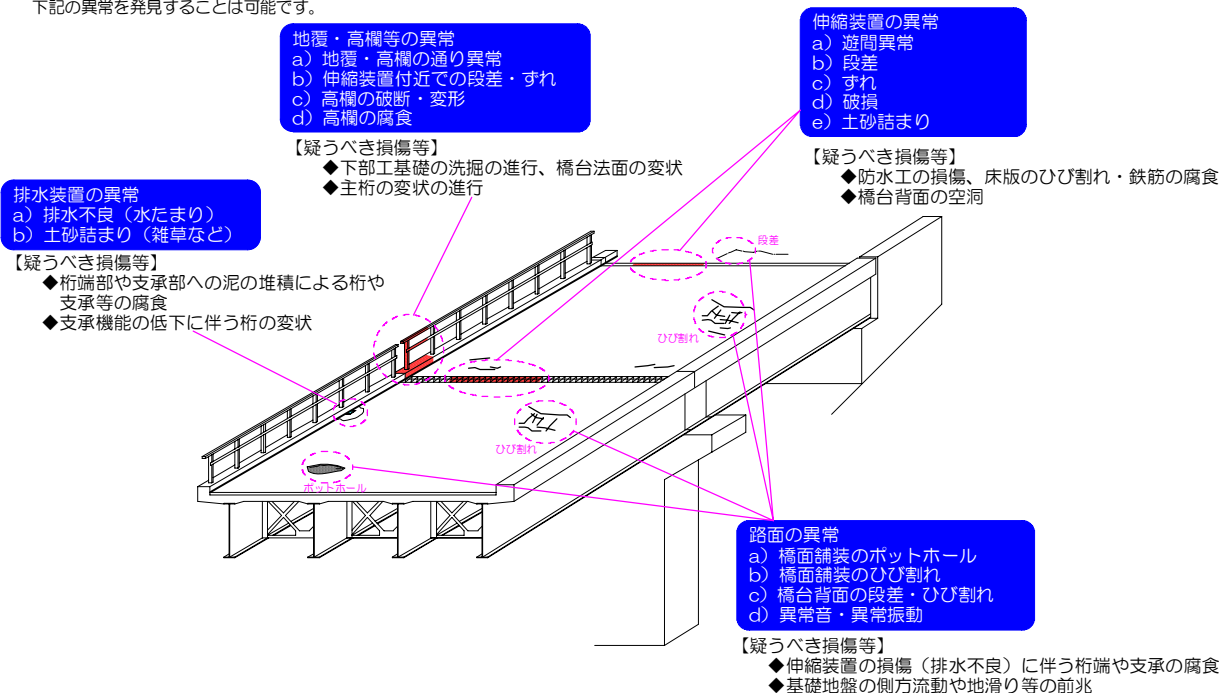 下記の異常を発見することは可能です。
地覆・高欄等の異常
a）地覆・高欄の通り異常
b）伸縮装置付近での段差・ずれ
c）高欄の破断・変形
d）高欄の腐食
【疑うべき損傷等】
◆下部工基礎の洗掘の進行、橋台法面の変状
◆主桁の変状の進行
伸縮装置の異常
a）遊間異常
b）段差
c）ずれ
d）破損
e）土砂詰まり
【疑うべき損傷等】
◆防水工の損傷、床版のひび割れ・鉄筋の腐食
◆橋台背面の空洞
排水装置の異常
a）排水不良（水たまり）
b）土砂詰まり（雑草など）
【疑うべき損傷等】
◆桁端部や支承部への泥の堆積による桁や
支承等の腐食
◆支承機能の低下に伴う桁の変状
段差
ひび割れ
ひび割れ
ポットホール
路面の異常
a）橋面舗装のポットホール
b）橋面舗装のひび割れ
c）橋台背面の段差・ひび割れ
d）異常音・異常振動
【疑うべき損傷等】
◆伸縮装置の損傷（排水不良）に伴う桁端や支承の腐食
◆基礎地盤の側方流動や地滑り等の前兆